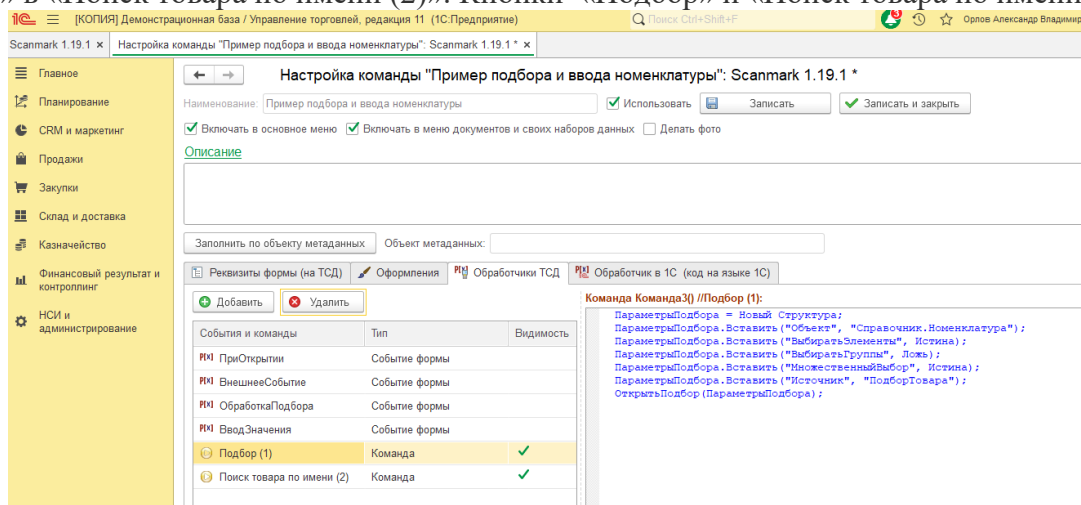 » в «Поиск товара по имени (2)». Кнопки «Подбор» и «Поиск товара по имени
1С [КОПИЯ] Демонстрационная база / Управление торговлей, редакция 11 (1С:Предприятие) Поиск Ctrl+Shift+F Орлов Александр Владимир
Scanmark 1.19.1 × Настройка команды "Пример подбора и ввода номенклатуры": Scanmark 1.19.1 * ×
Главное
Планирование
CRM и маркетинг
Продажи
Закупки
Склад и доставка
Казначейство
Финансовый результат и
контроллинг
НСИ и
администрирование
Настройка команды "Пример подбора и ввода номенклатуры": Scanmark 1.19.1 *
Наименование: Пример подбора и ввода номенклатуры Использовать Записать Записать и закрыть
Включать в основное меню Включать в меню документов и своих наборов данных Делать фото
Описание
Заполнить по объекту метаданных Объект метаданных:
Реквизиты формы (на ТСД) Оформления Обработчики ТСД Обработчик в 1С (код на языке 1С)
Добавить Удалить
События и команды Тип Видимость
P[x] ПриОткрытии Событие формы
P[x] ВнешнееСобытие Событие формы
P[x] ОбработкаПодбора Событие формы
P[x] ВводЗначения Событие формы
Подбор (1) Команда
Поиск товара по имени (2) Команда
Команда Команда3() //Подбор (1):
ПараметрыПодбора = Новый Структура;
ПараметрыПодбора.Вставить("Объект", "Справочник.Номенклатура");
ПараметрыПодбора.Вставить("ВыбиратьЭлементы", Истина);
ПараметрыПодбора.Вставить("ВыбиратьГруппы", Ложь);
ПараметрыПодбора.Вставить("МножественныйВыбор", Истина);
ПараметрыПодбора.Вставить("Источник", "ПодборТовара");
ОткрытьПодбор(ПараметрыПодбора);